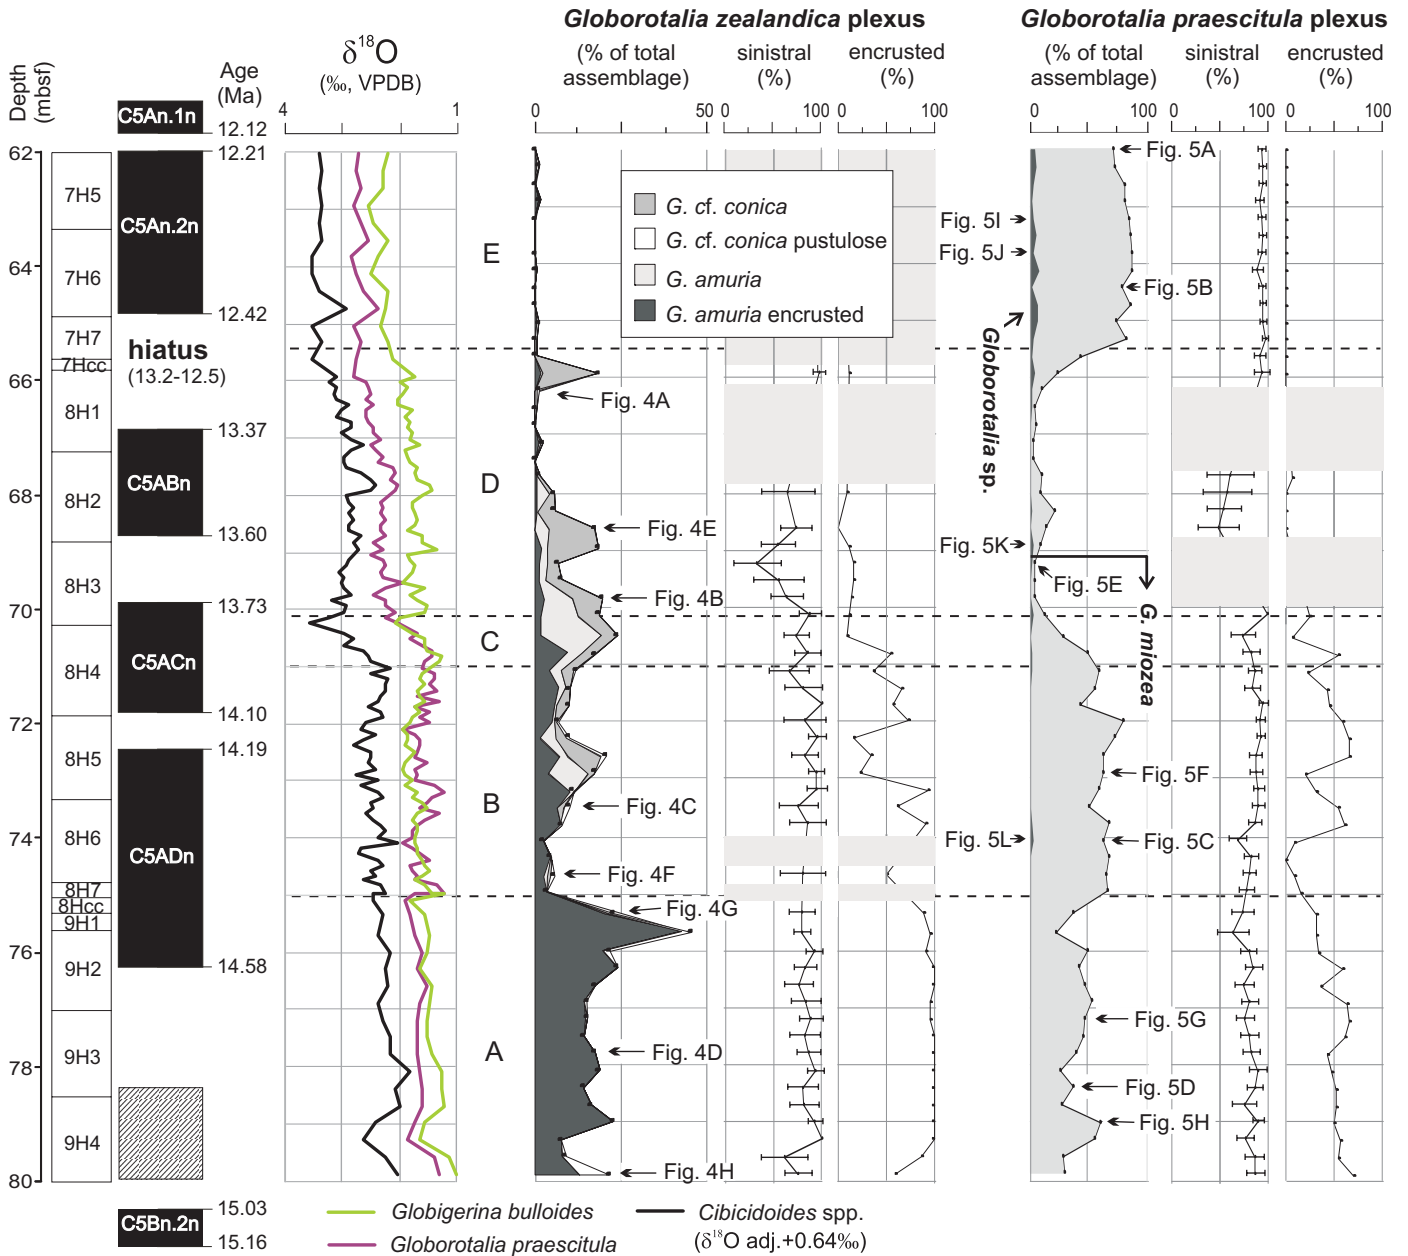 Globorotalia zealandica plexus
Globorotalia praescitula plexus
Depth
(mbsf)
Age
(Ma)
δ18O
(‰, VPDB)
(% of total
assemblage)
sinistral
(%)
encrusted
(%)
(% of total
assemblage)
sinistral
(%)
encrusted
(%)
4
1
0
50
0
100
0
100
0
100
0
100
0
100
62
64
66
68
70
72
74
76
78
80
7H5
7H6
7H7
7Hcc
8H1
8H2
8H3
8H4
8H5
8H6
8H7
8Hcc
9H1
9H2
9H3
9H4
C5An.1n
C5An.2n
hiatus
(13.2-12.5)
C5ABn
C5ACn
C5ADn
C5Bn.2n
12.12
12.21
12.42
13.37
13.60
13.73
14.10
14.19
14.58
15.03
15.16
E
D
C
B
A
G. cf. conica
G. cf. conica pustulose
G. amuria
G. amuria encrusted
Fig. 4A
Fig. 4E
Fig. 4B
Fig. 4C
Fig. 4F
Fig. 4G
Fig. 4D
Fig. 4H
Fig. 5A
Fig. 5I
Fig. 5J
Fig. 5B
Globorotalia sp.
Fig. 5K
Fig. 5E
G. miozea
Fig. 5F
Fig. 5L
Fig. 5C
Fig. 5G
Fig. 5D
Fig. 5H
Globigerina bulloides
Globorotalia praescitula
Cibicidoides spp.
(δ18O adj.+0.64‰)